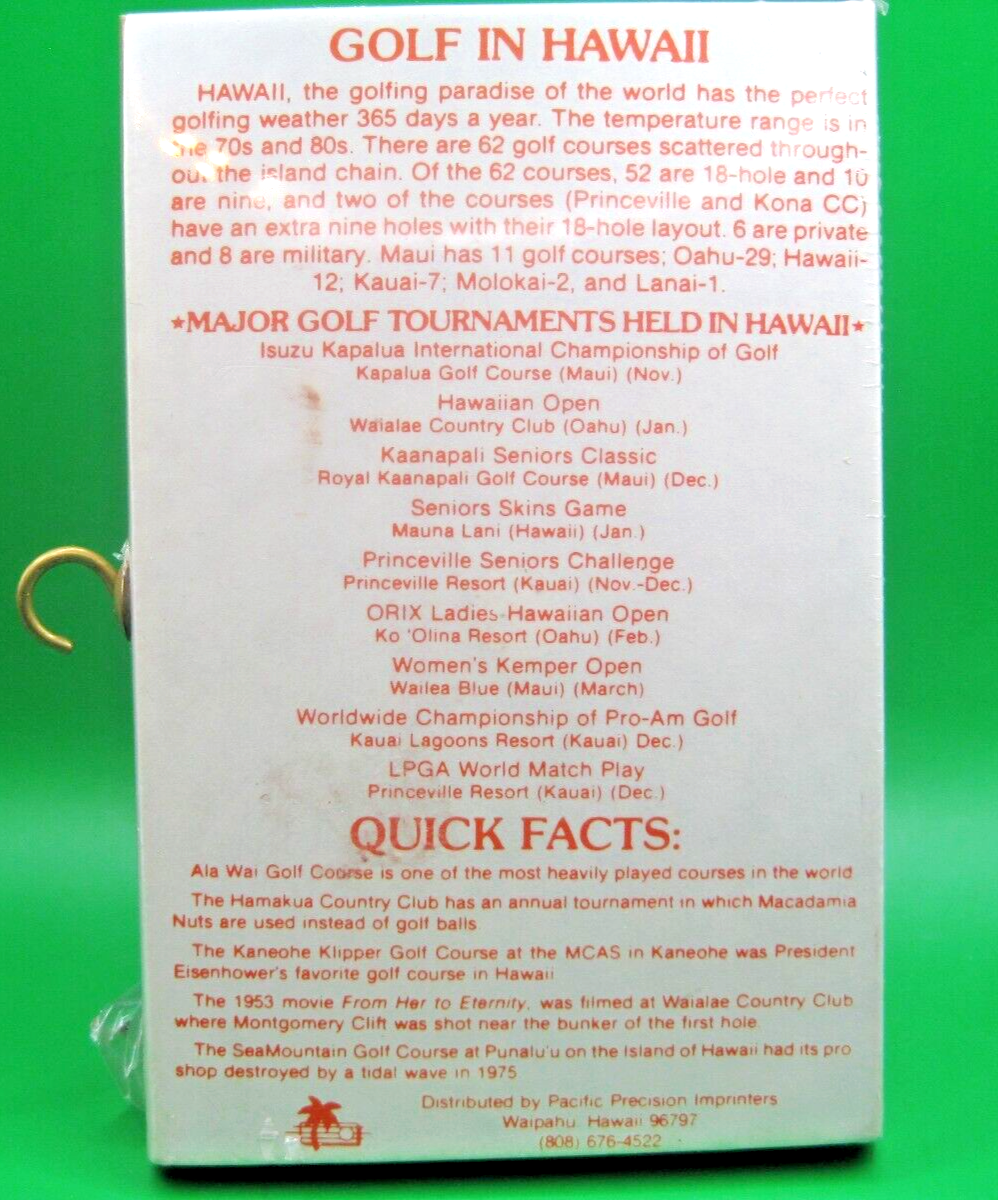 GOLF IN HAWAII
HAWAII, the golfing paradise of the world has the perfect
golfing weather 365 days a year. The temperature range is in
the 70s and 80s. There are 62 golf courses scattered through-
out the island chain. Of the 62 courses, 52 are 18-hole and 10
are nine, and two of the courses (Princeville and Kona CC)
have an extra nine holes with their 18-hole layout. 6 are private
and 8 are military. Maui has 11 golf courses; Oahu-29; Hawaii-
12; Kauai-7; Molokai-2, and Lanai-1.
★MAJOR GOLF TOURNAMENTS HELD IN HAWAII★
Isuzu Kapalua International Championship of Golf
Kapalua Golf Course (Maui) (Nov.)
Hawaiian Open
Waialae Country Club (Oahu) (Jan.)
Kaanapali Seniors Classic
Royal Kaanapali Golf Course (Maui) (Dec.)
Seniors Skins Game
Mauna Lani (Hawaii) (Jan.)
Princeville Seniors Challenge
Princeville Resort (Kauai) (Nov.-Dec.)
ORIX Ladies Hawaiian Open
Ko 'Olina Resort (Oahu) (Feb.)
Women's Kemper Open
Wailea Blue (Maui) (March)
Worldwide Championship of Pro-Am Golf
Kauai Lagoons Resort (Kauai) Dec.)
LPGA World Match Play
Princeville Resort (Kauai) (Dec.)
QUICK FACTS:
Ala Wai Golf Course is one of the most heavily played courses in the world
The Hamakua Country Club has an annual tournament in which Macadamia
Nuts are used instead of golf balls
The Kaneohe Klipper Golf Course at the MCAS in Kaneohe was President
Eisenhower's favorite golf course in Hawaii
The 1953 movie From Her to Eternity, was filmed at Waialae Country Club
where Montgomery Clift was shot near the bunker of the first hole.
The SeaMountain Golf Course at Punalu'u on the Island of Hawaii had its pro
shop destroyed by a tidal wave in 1975
Distributed by Pacific Precision Imprinters
Waipahu, Hawaii 96797
(808) 676-4522